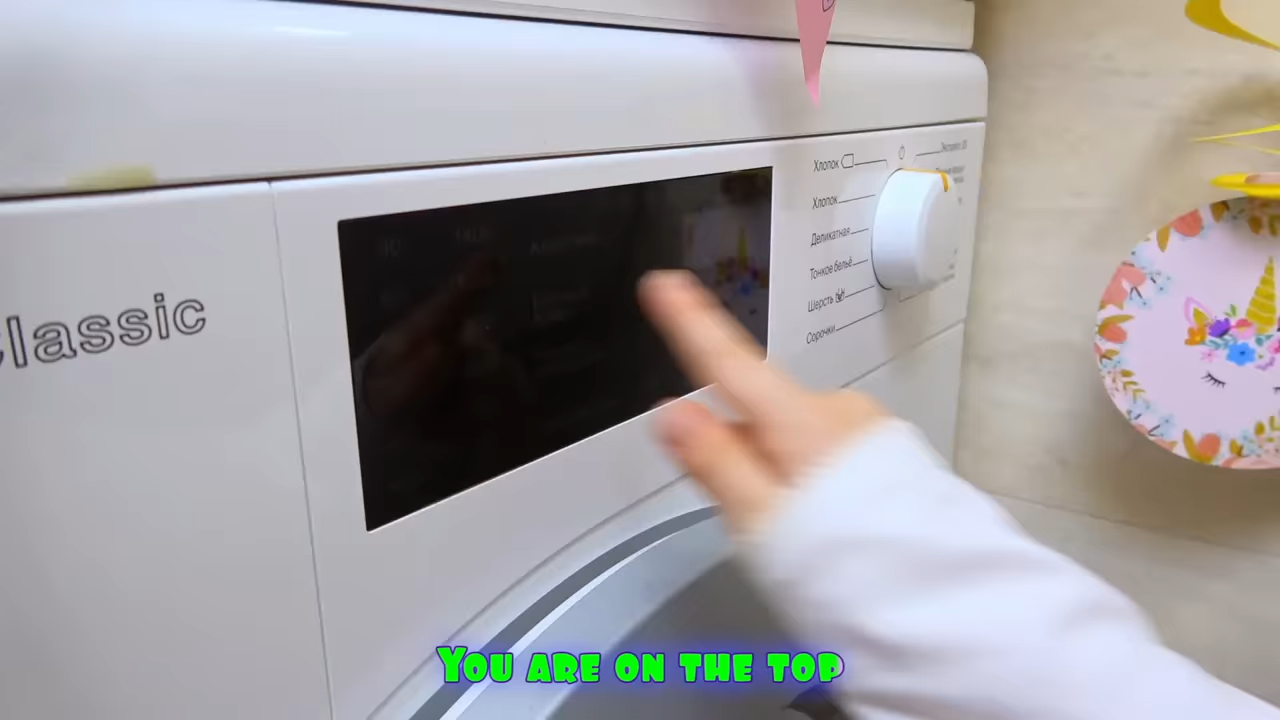 Classic
Хлопок
Хлопок
Деликатная
Тонкое бельё
Шерсть
Сорочки
YOU ARE ON THE TOP